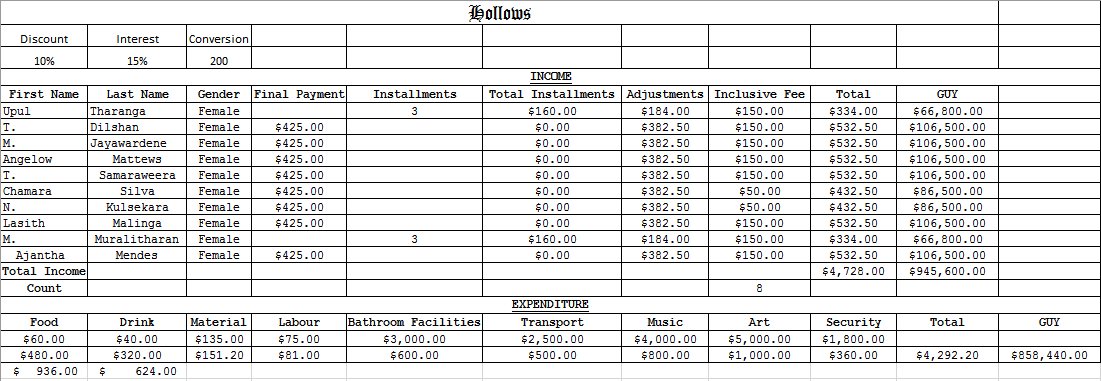 Hollows
Discount Interest Conversion
10% 15% 200
INCOME
First Name Last Name Gender Final Payment Installments Total Installments Adjustments Inclusive Fee Total GUY
Upul Tharanga Female 3 $160.00 $184.00 $150.00 $334.00 $66,800.00
T. Dilshan Female $425.00 $0.00 $382.50 $150.00 $532.50 $106,500.00
M. Jayawardene Female $425.00 $0.00 $382.50 $150.00 $532.50 $106,500.00
Angelow Mattews Female $425.00 $0.00 $382.50 $150.00 $532.50 $106,500.00
T. Samaraweera Female $425.00 $0.00 $382.50 $150.00 $532.50 $106,500.00
Chamara Silva Female $425.00 $0.00 $382.50 $50.00 $432.50 $86,500.00
N. Kulsekara Female $425.00 $0.00 $382.50 $50.00 $432.50 $86,500.00
Lasith Malinga Female $425.00 $0.00 $382.50 $150.00 $532.50 $106,500.00
M. Muralitharan Female 3 $160.00 $184.00 $150.00 $334.00 $66,800.00
Ajantha Mendes Female $425.00 $0.00 $382.50 $150.00 $532.50 $106,500.00
Total Income $4,728.00 $945,600.00
Count 8
EXPENDITURE
Food Drink Material Labour Bathroom Facilities Transport Music Art Security Total GUY
$60.00 $40.00 $135.00 $75.00 $3,000.00 $2,500.00 $4,000.00 $5,000.00 $1,800.00
$480.00 $320.00 $151.20 $81.00 $600.00 $500.00 $800.00 $1,000.00 $360.00 $4,292.20 $858,440.00
$ 936.00 $ 624.00